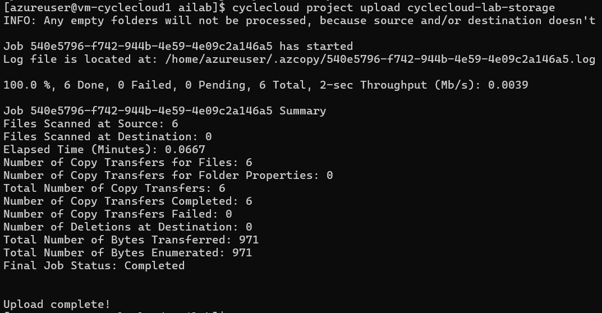 [azureuser@vm-cyclecloud1 ailab]$ cyclecloud project upload cyclecloud-lab-storage
INFO: Any empty folders will not be processed, because source and/or destination doesn't
Job 540e5796-f742-944b-4e59-4e09c2a146a5 has started
Log file is located at: /home/azureuser/.azcopy/540e5796-f742-944b-4e59-4e09c2a146a5.log
100.0 %, 6 Done, 0 Failed, 0 Pending, 6 Total, 2-sec Throughput (Mb/s): 0.0039
Job 540e5796-f742-944b-4e59-4e09c2a146a5 Summary
Files Scanned at Source: 6
Files Scanned at Destination: 0
Elapsed Time (Minutes): 0.0667
Number of Copy Transfers for Files: 6
Number of Copy Transfers for Folder Properties: 0
Total Number of Copy Transfers: 6
Number of Copy Transfers Completed: 6
Number of Copy Transfers Failed: 0
Number of Deletions at Destination: 0
Total Number of Bytes Transferred: 971
Total Number of Bytes Enumerated: 971
Final Job Status: Completed
Upload complete!